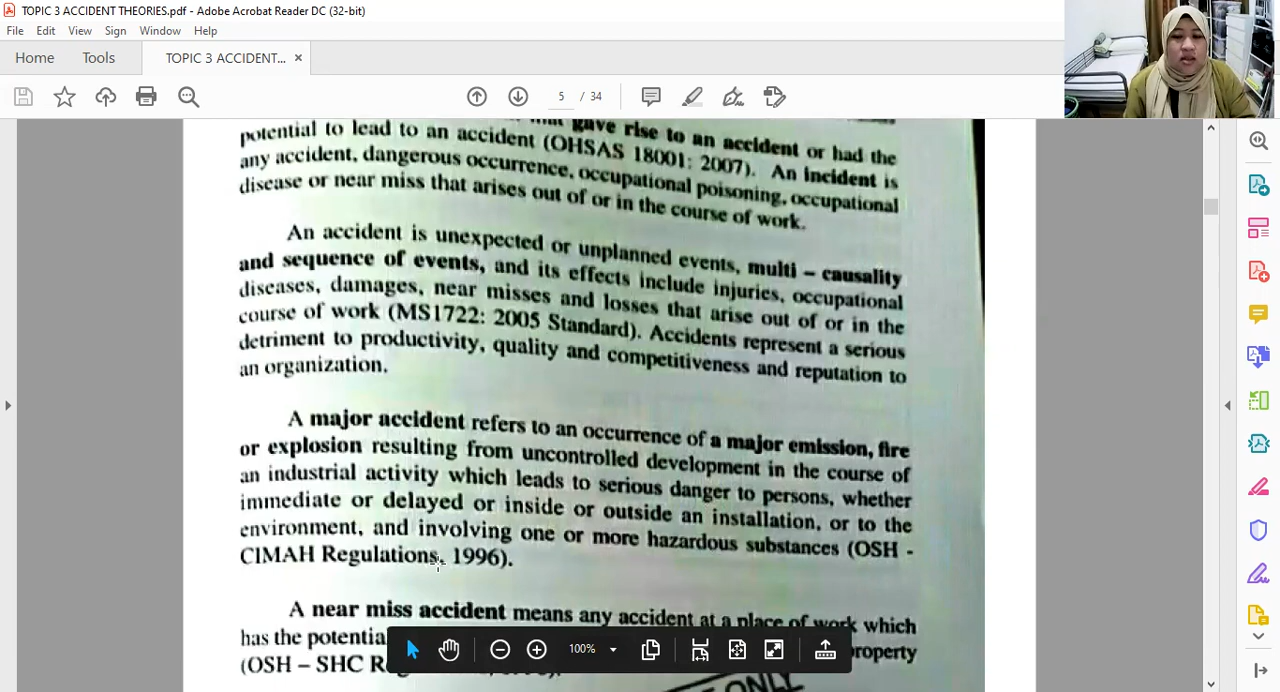 TOPIC 3 ACCIDENT THEORIES.pdf - Adobe Acrobat Reader DC (32-bit)
File Edit View Sign Window Help
Home Tools TOPIC 3 ACCIDENT... ×
5 / 34
gave rise to an accident or had the
potential to lead to an accident (OHSAS 18001: 2007). An incident is
any accident, dangerous occurrence, occupational poisoning, occupational
disease or near miss that arises out of or in the course of work.
An accident is unexpected or unplanned events, multi – causality
and sequence of events, and its effects include injuries, occupational
diseases, damages, near misses and losses that arise out of or in the
course of work (MS1722: 2005 Standard). Accidents represent a serious
detriment to productivity, quality and competitiveness and reputation to
an organization.
A major accident refers to an occurrence of a major emission, fire
or explosion resulting from uncontrolled development in the course of
an industrial activity which leads to serious danger to persons, whether
immediate or delayed or inside or outside an installation, or to the
environment, and involving one or more hazardous substances (OSH -
CIMAH Regulations, 1996).
A near miss accident means any accident at a place of work which
has the potential property
(OSH – SHC
100%
ONLY